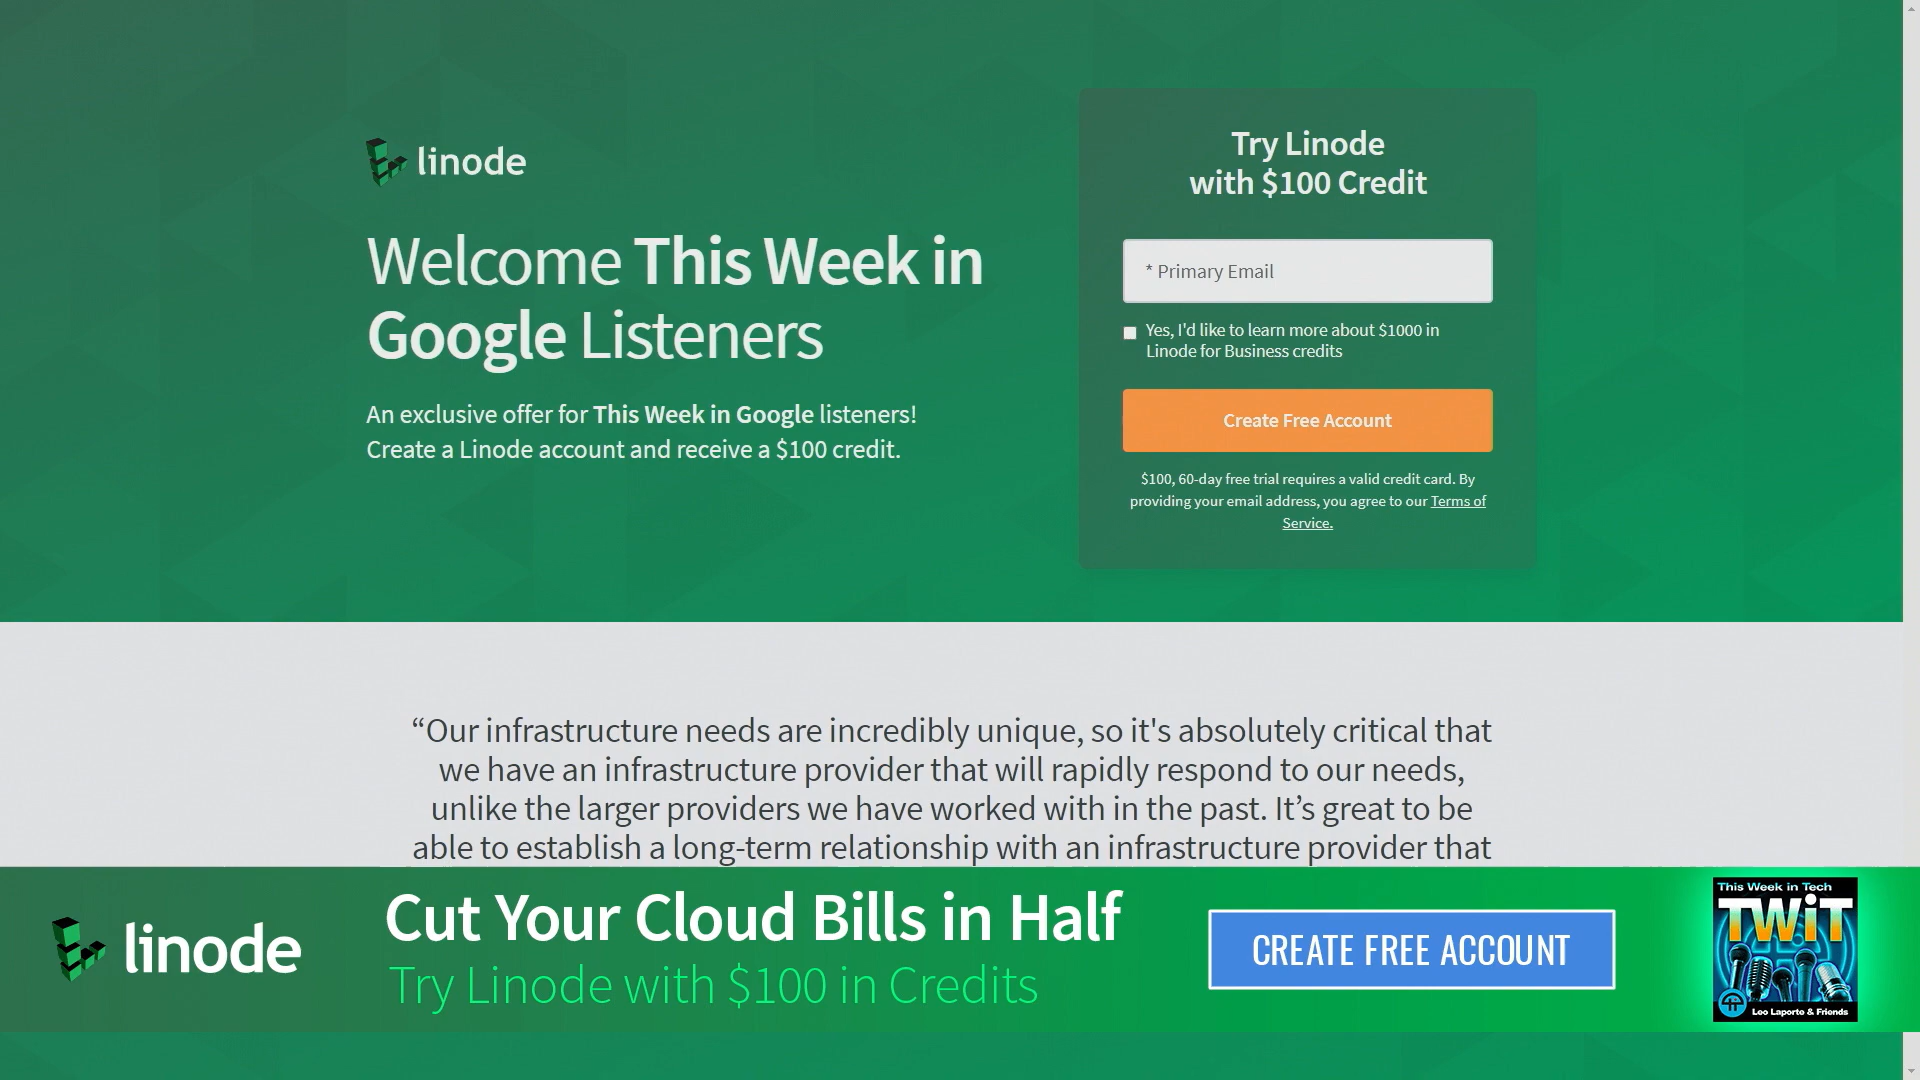 linode
Welcome This Week in
Google Listeners
An exclusive offer for This Week in Google listeners!
Create a Linode account and receive a $100 credit.
Try Linode
with $100 Credit
* Primary Email
Yes, I'd like to learn more about $1000 in
Linode for Business credits
Create Free Account
$100, 60-day free trial requires a valid credit card. By
providing your email address, you agree to our Terms of
Service.
“Our infrastructure needs are incredibly unique, so it's absolutely critical that
we have an infrastructure provider that will rapidly respond to our needs,
unlike the larger providers we have worked with in the past. It’s great to be
able to establish a long-term relationship with an infrastructure provider that
linode
Cut Your Cloud Bills in Half
Try Linode with $100 in Credits
CREATE FREE ACCOUNT
This Week in Tech
TWiT
Leo Laporte & Friends